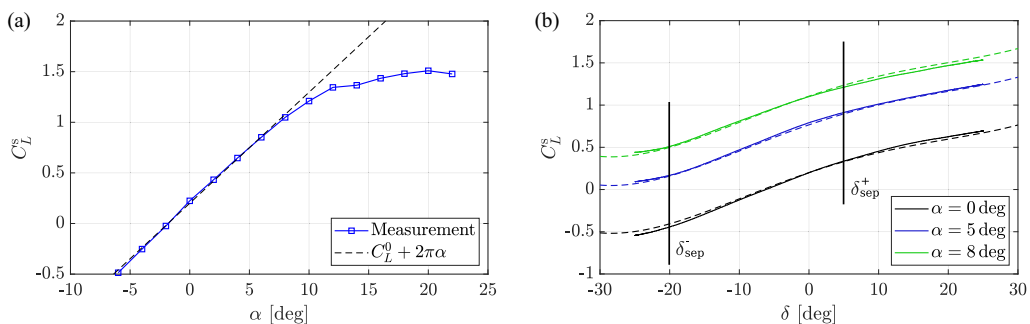 (a)
2
1.5
1
0.5
0
-0.5
-10
-5
0
5
10
15
20
25
C_L^s
α [deg]
Measurement
C_L^0 + 2πα
(b)
2
1.5
1
0.5
0
-0.5
-1
-30
-20
-10
0
10
20
30
C_L^s
δ [deg]
δ_sep^-
δ_sep^+
α = 0 deg
α = 5 deg
α = 8 deg